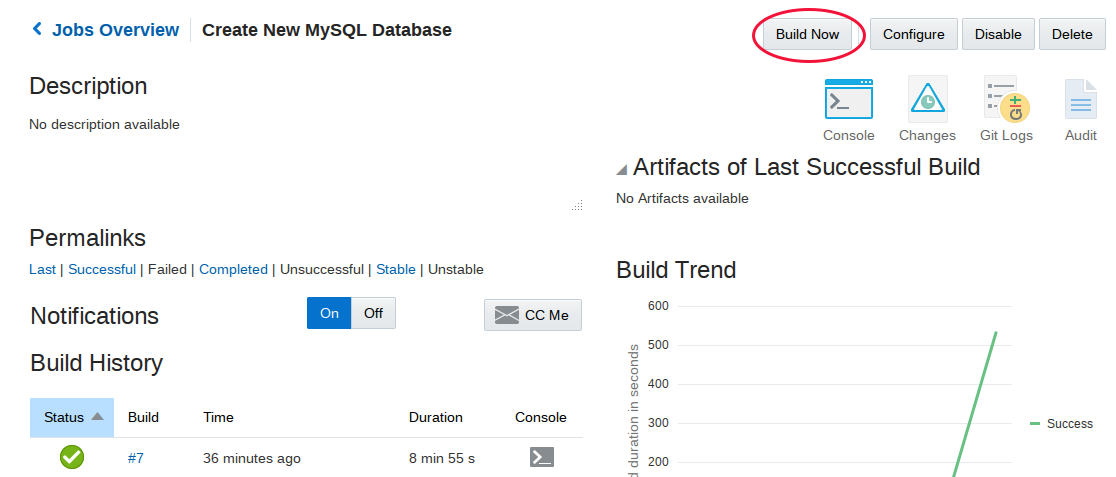 Jobs Overview Create New MySQL Database
Build Now Configure Disable Delete
Description
No description available
Console Changes Git Logs Audit
Artifacts of Last Successful Build
No Artifacts available
Permalinks
Last | Successful | Failed | Completed | Unsuccessful | Stable | Unstable
Notifications On Off CC Me
Build History
Status Build Time Duration Console
#7 36 minutes ago 8 min 55 s
Build Trend
600
500
400
300
200
duration in seconds
Success